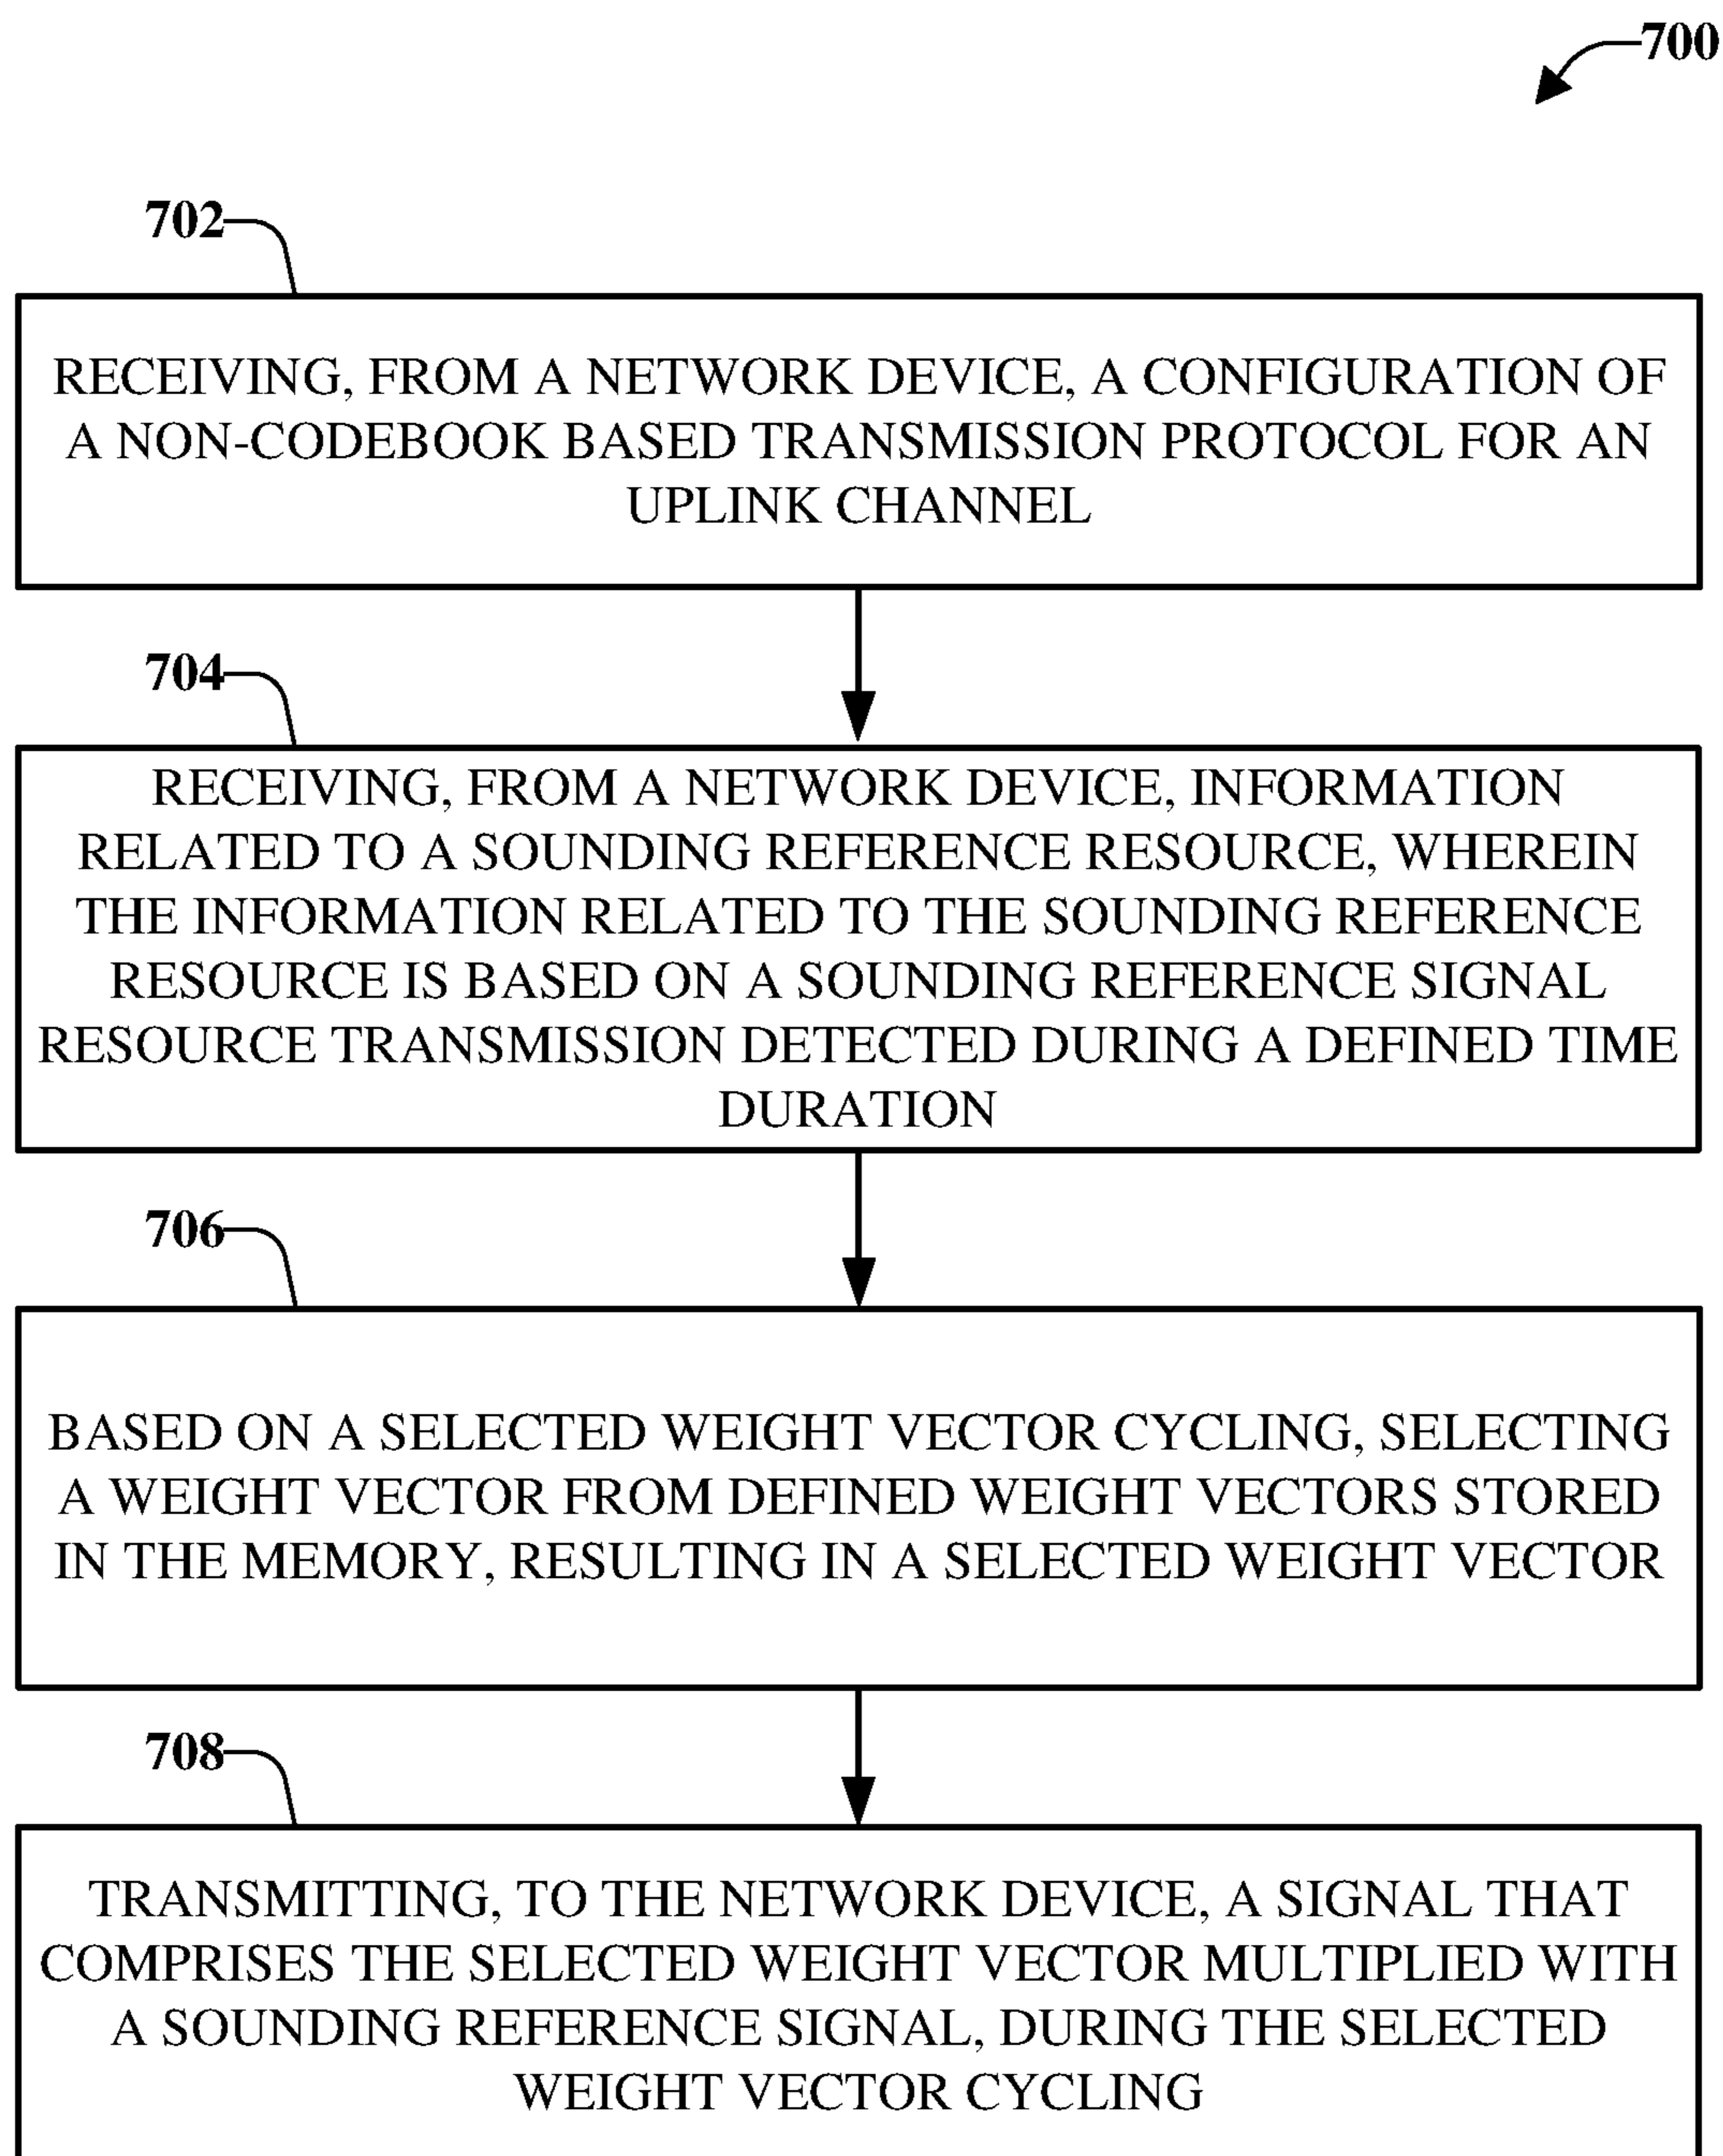 700
702
RECEIVING, FROM A NETWORK DEVICE, A CONFIGURATION OF
A NON-CODEBOOK BASED TRANSMISSION PROTOCOL FOR AN
UPLINK CHANNEL
704
RECEIVING, FROM A NETWORK DEVICE, INFORMATION
RELATED TO A SOUNDING REFERENCE RESOURCE, WHEREIN
THE INFORMATION RELATED TO THE SOUNDING REFERENCE
RESOURCE IS BASED ON A SOUNDING REFERENCE SIGNAL
RESOURCE TRANSMISSION DETECTED DURING A DEFINED TIME
DURATION
706
BASED ON A SELECTED WEIGHT VECTOR CYCLING, SELECTING
A WEIGHT VECTOR FROM DEFINED WEIGHT VECTORS STORED
IN THE MEMORY, RESULTING IN A SELECTED WEIGHT VECTOR
708
TRANSMITTING, TO THE NETWORK DEVICE, A SIGNAL THAT
COMPRISES THE SELECTED WEIGHT VECTOR MULTIPLIED WITH
A SOUNDING REFERENCE SIGNAL, DURING THE SELECTED
WEIGHT VECTOR CYCLING